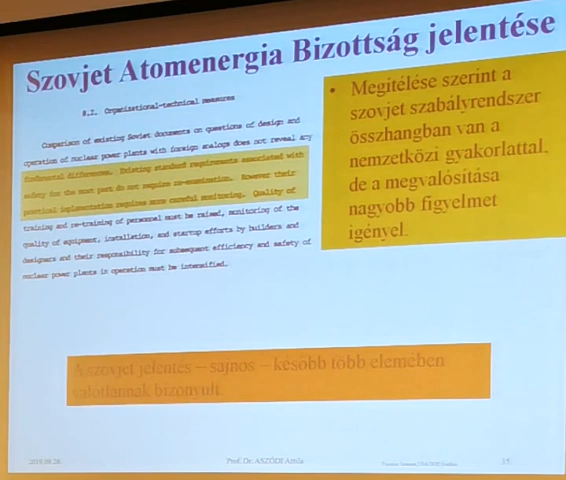 Szovjet Atomenergia Bizottság jelentése
8.2. Organizational-technical measures
Comparison of existing Soviet documents on questions of design and
operation of nuclear power plants with foreign analogs does not reveal any
fundamental differences. Existing standard requirements associated with
safety for the most part do not require re-examination. However their
practical implementation requires more careful monitoring. Quality of
training and re-training of personnel must be raised, monitoring of the
quality of equipment, installation, and startup efforts by builders and
designers and their responsibility for subsequent efficiency and safety of
nuclear power plants in operation must be intensified.
• Megítélése szerint a
szovjet szabályrendszer
összhangban van a
nemzetközi gyakorlattal,
de a megvalósítása
nagyobb figyelmet
igényel.
A szovjet jelentés – sajnos – később több elemében
valótlannak bizonyult.
2019.08.28.
Prof. Dr. ASZÓDI Attila
15